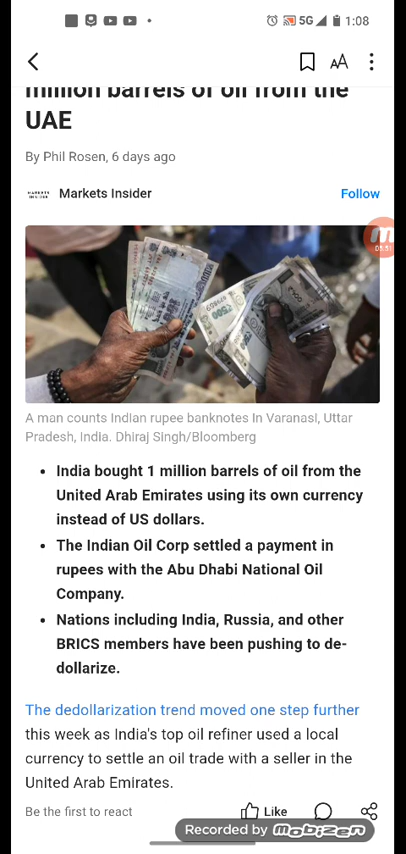 5G 1:08
million barrels of oil from the
UAE
By Phil Rosen, 6 days ago
MARKETS
INSIDER
Markets Insider
Follow
05:51
500
A man counts Indian rupee banknotes In Varanasi, Uttar
Pradesh, India. Dhiraj Singh/Bloomberg
• India bought 1 million barrels of oil from the
United Arab Emirates using its own currency
instead of US dollars.
• The Indian Oil Corp settled a payment in
rupees with the Abu Dhabi National Oil
Company.
• Nations including India, Russia, and other
BRICS members have been pushing to de-
dollarize.
The dedollarization trend moved one step further
this week as India's top oil refiner used a local
currency to settle an oil trade with a seller in the
United Arab Emirates.
Be the first to react
Like
Recorded by mobizen